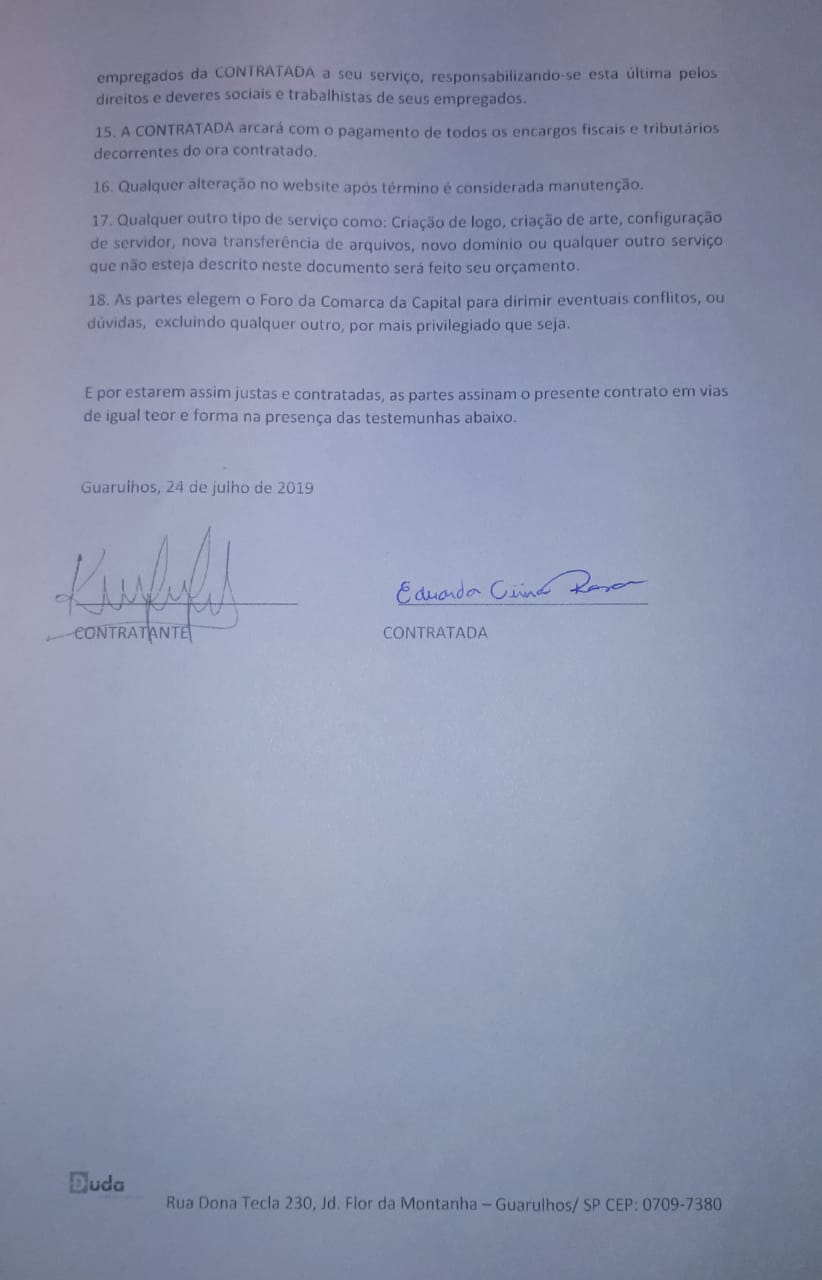 empregados da CONTRATADA a seu serviço, responsabilizando-se esta última pelos
direitos e deveres sociais e trabalhistas de seus empregados.
15. A CONTRATADA arcará com o pagamento de todos os encargos fiscais e tributários
decorrentes do ora contratado.
16. Qualquer alteração no website após término é considerada manutenção.
17. Qualquer outro tipo de serviço como: Criação de logo, criação de arte, configuração
de servidor, nova transferência de arquivos, novo domínio ou qualquer outro serviço
que não esteja descrito neste documento será feito seu orçamento.
18. As partes elegem o Foro da Comarca da Capital para dirimir eventuais conflitos, ou
dúvidas, excluindo qualquer outro, por mais privilegiado que seja.
E por estarem assim justas e contratadas, as partes assinam o presente contrato em vias
de igual teor e forma na presença das testemunhas abaixo.
Guarulhos, 24 de julho de 2019
Eduarda
CONTRATANTE CONTRATADA
Duda
Rua Dona Tecla 230, Jd. Flor da Montanha – Guarulhos/ SP CEP: 0709-7380